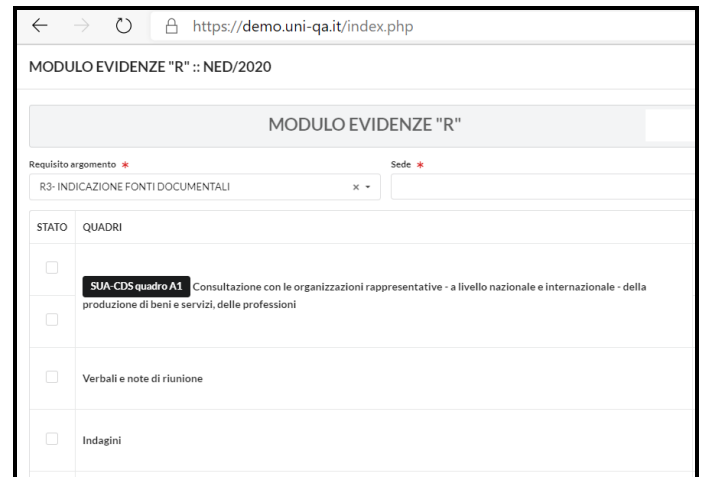 https://demo.uni-qa.it/index.php
MODULO EVIDENZE "R" :: NED/2020
MODULO EVIDENZE "R"
Requisito argomento *
Sede *
R3- INDICAZIONE FONTI DOCUMENTALI
STATO QUADRI
SUA-CDS quadro A1 Consultazione con le organizzazioni rappresentative - a livello nazionale e internazionale - della
produzione di beni e servizi, delle professioni
Verbali e note di riunione
Indagini